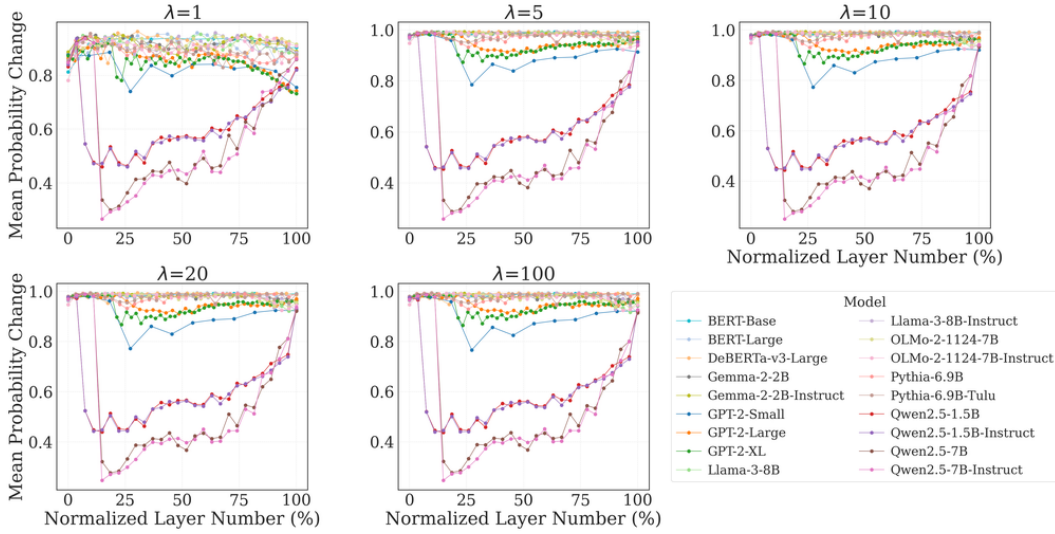 λ=1
λ=5
λ=10
Mean Probability Change
0.8
0.6
0.4
0 25 50 75 100
1.0
0.8
0.6
0.4
0 25 50 75 100
Normalized Layer Number (%)
1.0
0.8
0.6
0.4
0 25 50 75 100
Normalized Layer Number (%)
λ=20
λ=100
Mean Probability Change
1.0
0.8
0.6
0.4
0 25 50 75 100
Normalized Layer Number (%)
1.0
0.8
0.6
0.4
0 25 50 75 100
Normalized Layer Number (%)
Model
BERT-Base
BERT-Large
DeBERTa-v3-Large
Gemma-2-2B
Gemma-2-2B-Instruct
GPT-2-Small
GPT-2-Large
GPT-2-XL
Llama-3-8B
Llama-3-8B-Instruct
OLMo-2-1124-7B
OLMo-2-1124-7B-Instruct
Pythia-6.9B
Pythia-6.9B-Tulu
Qwen2.5-1.5B
Qwen2.5-1.5B-Instruct
Qwen2.5-7B
Qwen2.5-7B-Instruct